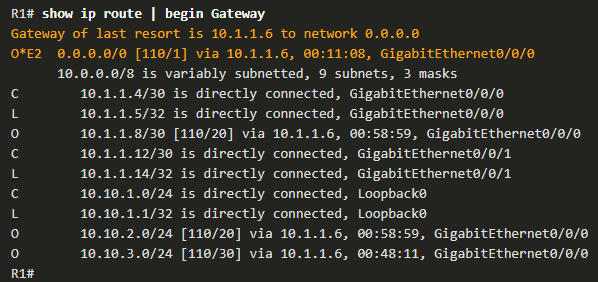 R1# show ip route | begin Gateway
Gateway of last resort is 10.1.1.6 to network 0.0.0.0
O*E2  0.0.0.0/0 [110/1] via 10.1.1.6, 00:11:08, GigabitEthernet0/0/0
      10.0.0.0/8 is variably subnetted, 9 subnets, 3 masks
C        10.1.1.4/30 is directly connected, GigabitEthernet0/0/0
L        10.1.1.5/32 is directly connected, GigabitEthernet0/0/0
O        10.1.1.8/30 [110/20] via 10.1.1.6, 00:58:59, GigabitEthernet0/0/0
C        10.1.1.12/30 is directly connected, GigabitEthernet0/0/1
L        10.1.1.14/32 is directly connected, GigabitEthernet0/0/1
C        10.10.1.0/24 is directly connected, Loopback0
L        10.10.1.1/32 is directly connected, Loopback0
O        10.10.2.0/24 [110/20] via 10.1.1.6, 00:58:59, GigabitEthernet0/0/0
O        10.10.3.0/24 [110/30] via 10.1.1.6, 00:48:11, GigabitEthernet0/0/0
R1#